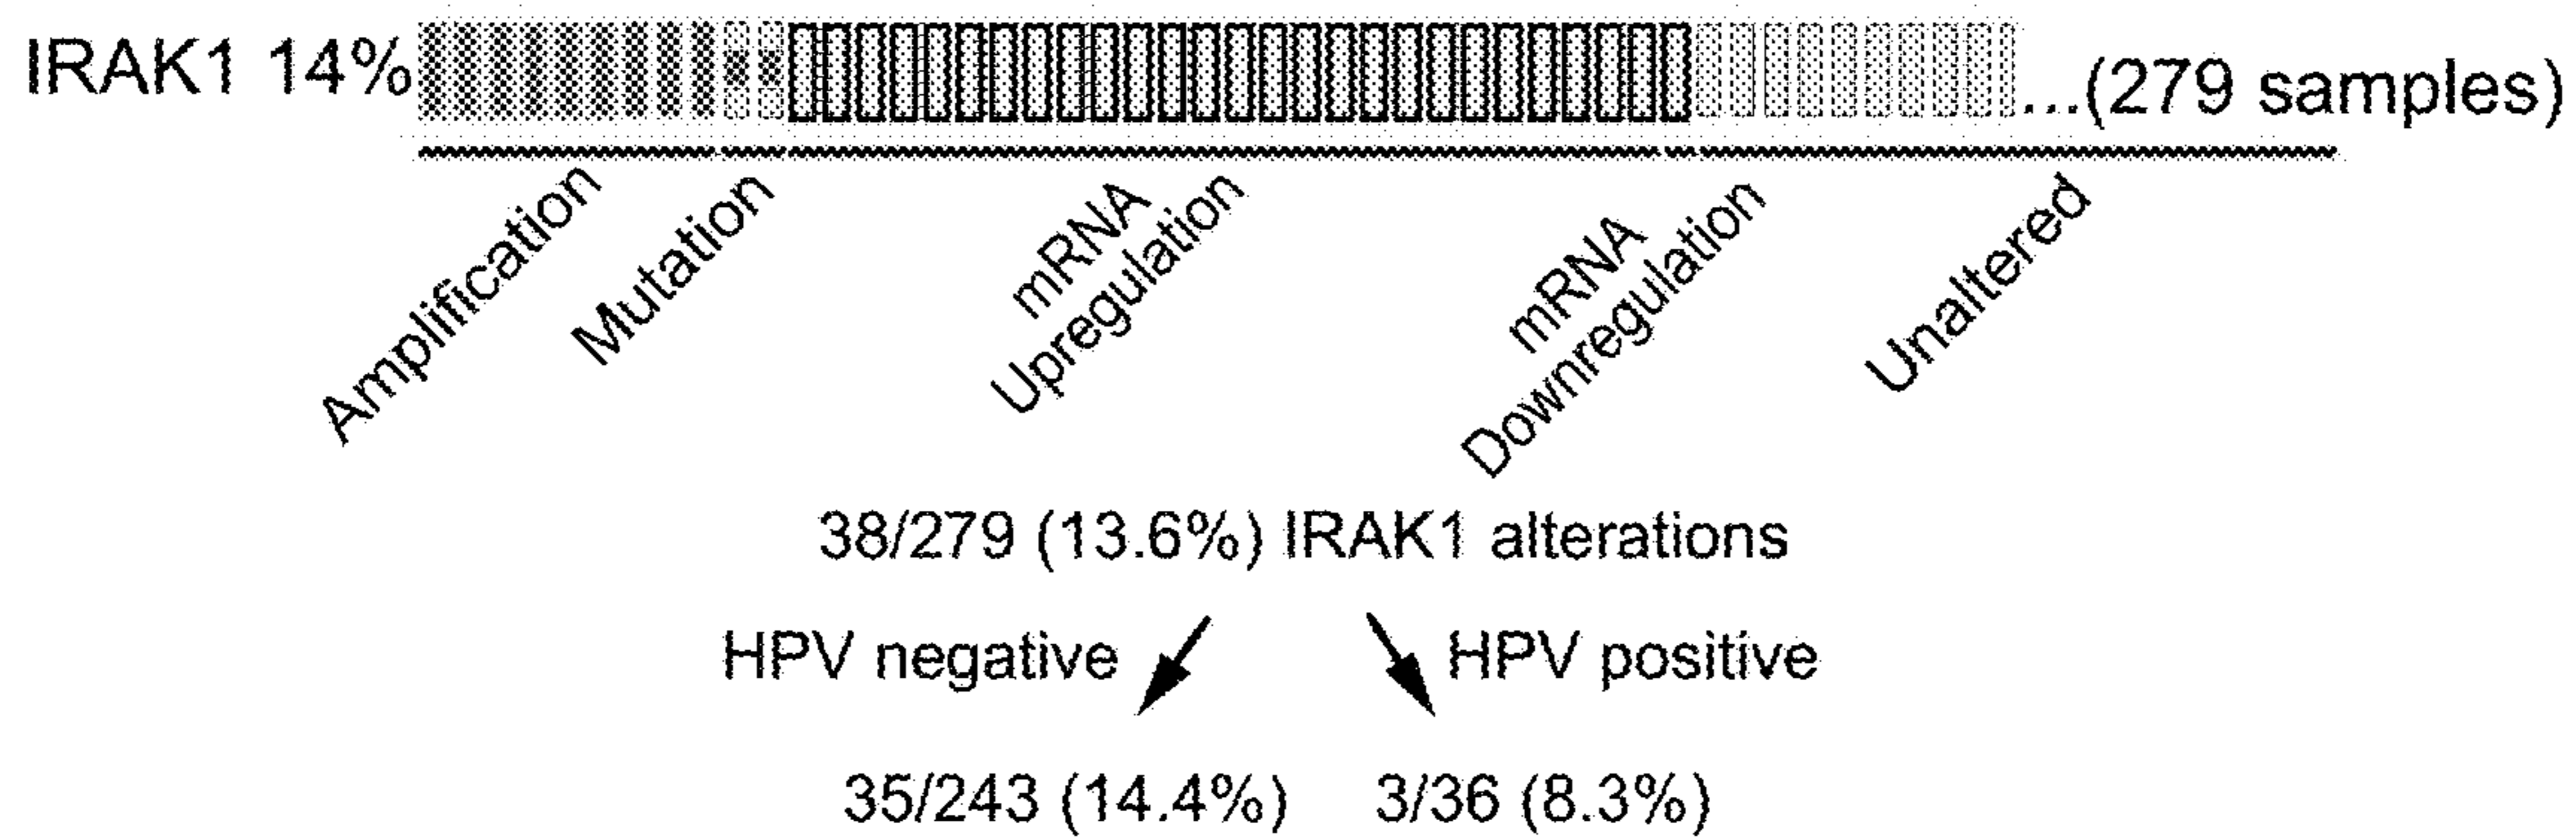 IRAK1 14% ...(279 samples)
Amplification
Mutation
mRNA
Upregulation
mRNA
Downregulation
Unaltered
38/279 (13.6%) IRAK1 alterations
HPV negative HPV positive
35/243 (14.4%) 3/36 (8.3%)